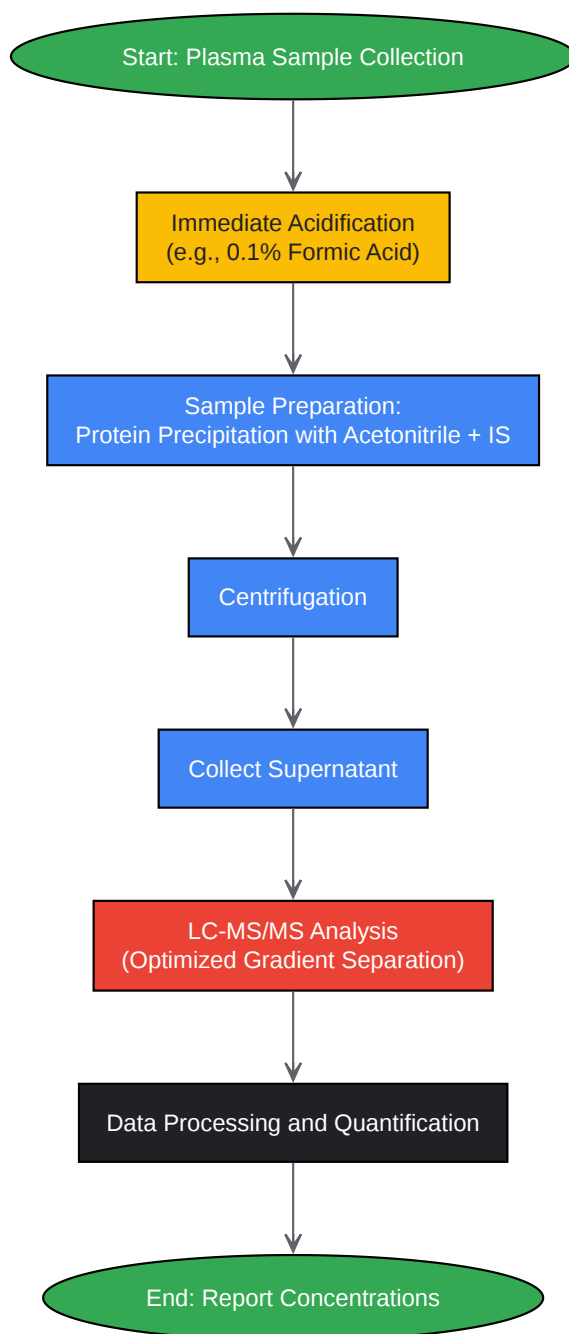 Start: Plasma Sample Collection
Immediate Acidification
(e.g., 0.1% Formic Acid)
Sample Preparation:
Protein Precipitation with Acetonitrile + IS
Centrifugation
Collect Supernatant
LC-MS/MS Analysis
(Optimized Gradient Separation)
Data Processing and Quantification
End: Report Concentrations